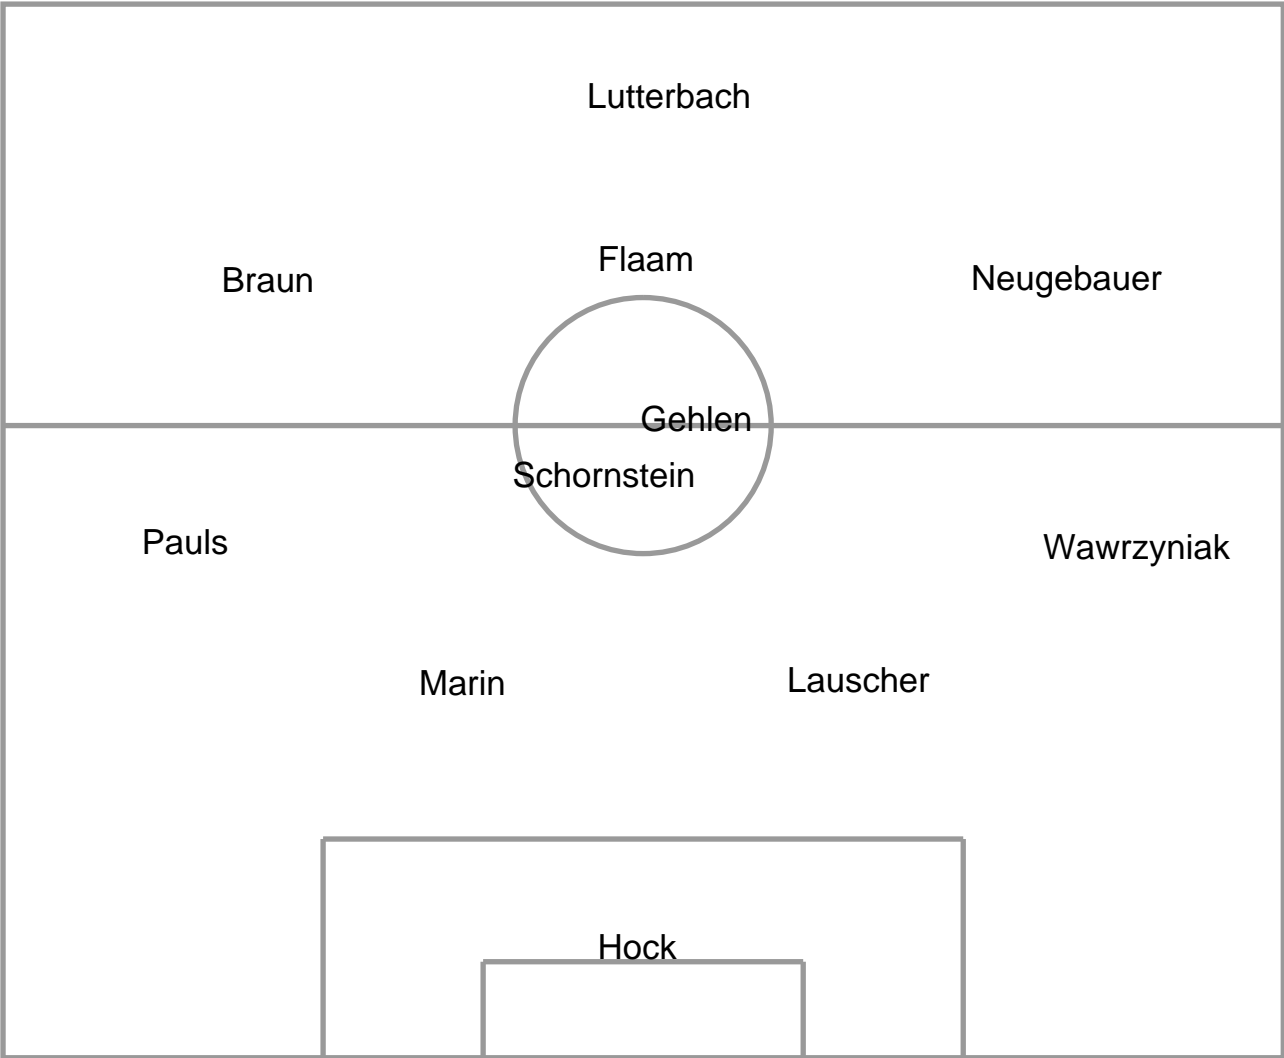 Lutterbach
Braun
Flaam
Neugebauer
Gehlen
Schornstein
Pauls
Wawrzyniak
Marin
Lauscher
Hock